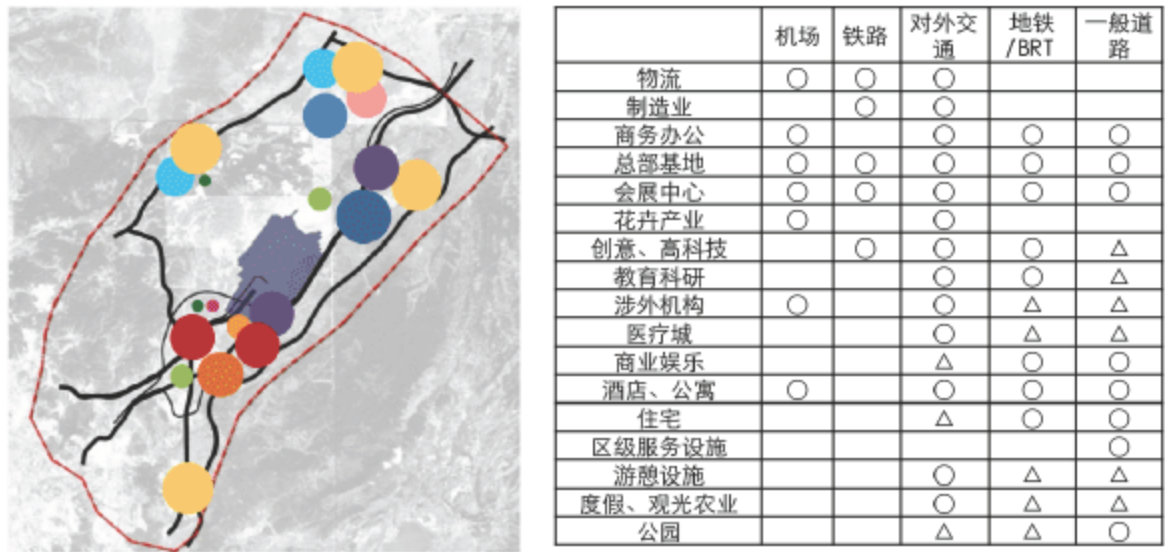 机场 铁路 对外交通 地铁/BRT 一般道路
物流 ○ ○ ○
制造业 ○ ○
商务办公 ○ ○ ○ ○
总部基地 ○ ○ ○ ○ ○
会展中心 ○ ○ ○ ○ ○
花卉产业 ○ ○
创意、高科技 ○ ○ ○ △
教育科研 ○ ○ △
涉外机构 ○ ○ △ △
医疗城 ○ △ △
商业娱乐 △ ○ ○
酒店、公寓 ○ ○ ○ ○
住宅 △ ○ ○
区级服务设施 ○
游憩设施 ○ △ △
度假、观光农业 ○ △ △
公园 △ △ ○